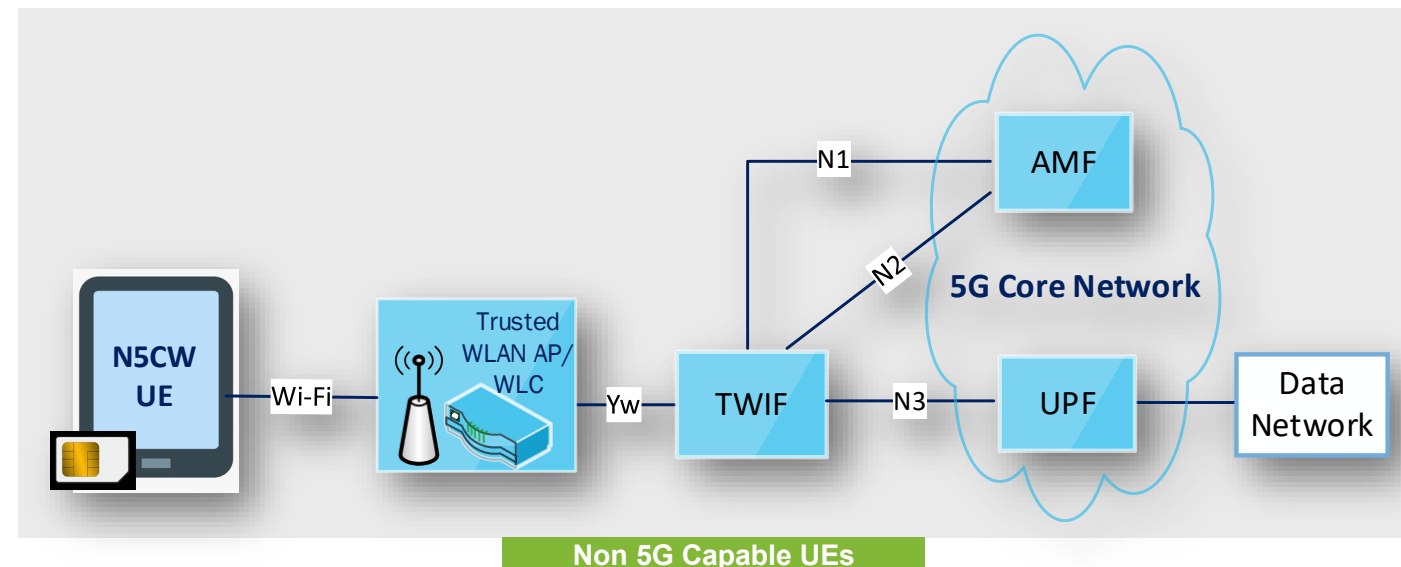 N1
AMF
N2
5G Core Network
N5CW
UE
Wi-Fi
Trusted
WLAN AP/
WLC
Yw
TWIF
N3
UPF
Data
Network
Non 5G Capable UEs